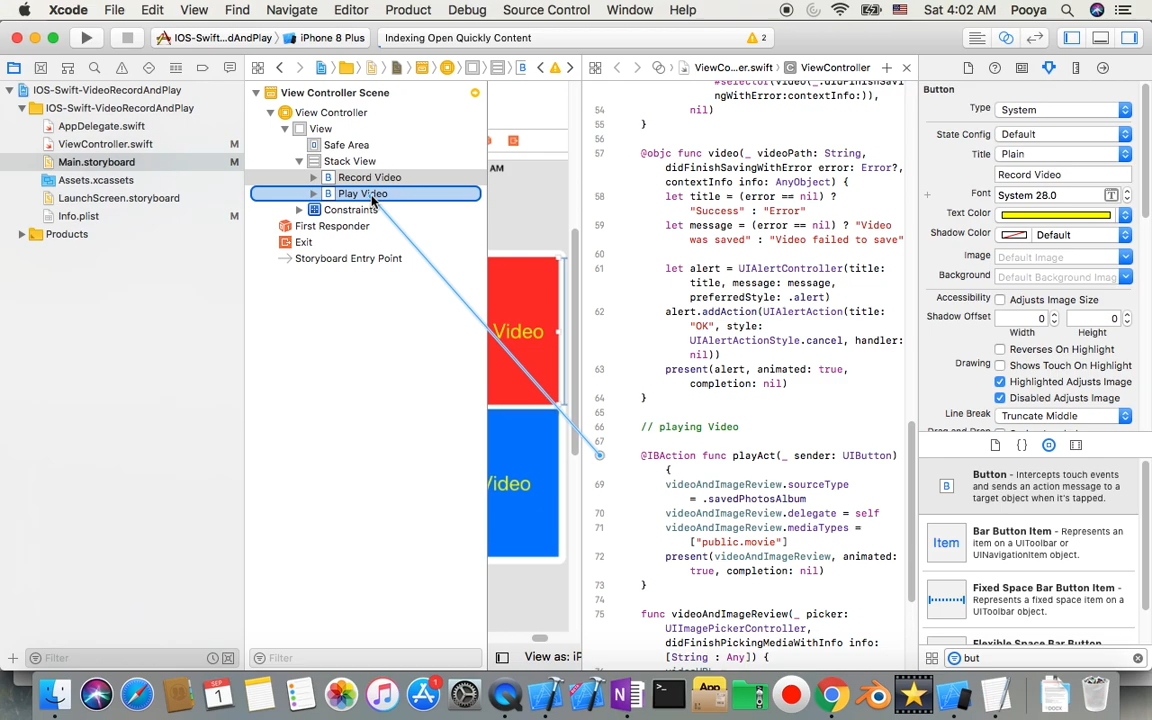 Xcode File Edit View Find Navigate Editor Product Debug Source Control Window Help Sat 4:02 AM Pooya
IOS-Swift...dAndPlay iPhone 8 Plus Indexing Open Quickly Content 2
ViewCo...er.swift ViewController
IOS-Swift-VideoRecordAndPlay
IOS-Swift-VideoRecordAndPlay
AppDelegate.swift
ViewController.swift M
Main.storyboard M
Assets.xcassets
LaunchScreen.storyboard
Info.plist M
Products
Filter
View Controller Scene
View Controller
View
Safe Area
Stack View
B Record Video
B Play Video
Constraints
First Responder
Exit
Storyboard Entry Point
Filter
AM
Video
Video
View as: iP
#selector(video(_:didFinishSavi
ngWithError:contextInfo:)),
54 nil)
55 }
56
57 @objc func video(_ videoPath: String,
didFinishSavingWithError error: Error?,
contextInfo info: AnyObject) {
58 let title = (error == nil) ?
"Success" : "Error"
59 let message = (error == nil) ? "Video
was saved" : "Video failed to save"
60
61 let alert = UIAlertController(title:
title, message: message,
preferredStyle: .alert)
62 alert.addAction(UIAlertAction(title:
"OK", style:
UIAlertActionStyle.cancel, handler:
nil))
63 present(alert, animated: true,
completion: nil)
64 }
65
66 // playing Video
67
@IBAction func playAct(_ sender: UIButton)
{
69 videoAndImageReview.sourceType
= .savedPhotosAlbum
70 videoAndImageReview.delegate = self
71 videoAndImageReview.mediaTypes =
["public.movie"]
72 present(videoAndImageReview, animated:
true, completion: nil)
73 }
74
75 func videoAndImageReview(_ picker:
UIImagePickerController,
didFinishPickingMediaWithInfo info:
[String : Any]) {
Button
Type System
State Config Default
Title Plain
Record Video
Font System 28.0 T
Text Color
Shadow Color Default
Image Default Image
Background Default Background Imag
Accessibility Adjusts Image Size
Shadow Offset 0 0
Width Height
Reverses On Highlight
Drawing Shows Touch On Highlight
Highlighted Adjusts Image
Disabled Adjusts Image
Line Break Truncate Middle
B Button - Intercepts touch events
and sends an action message to a
target object when it's tapped.
Item Bar Button Item - Represents an
item on a UIToolbar or
UINavigationItem object.
Fixed Space Bar Button Item -
Represents a fixed space item on a
UIToolbar object.
Flexible Space Bar Button
but
SEP
1
1
App